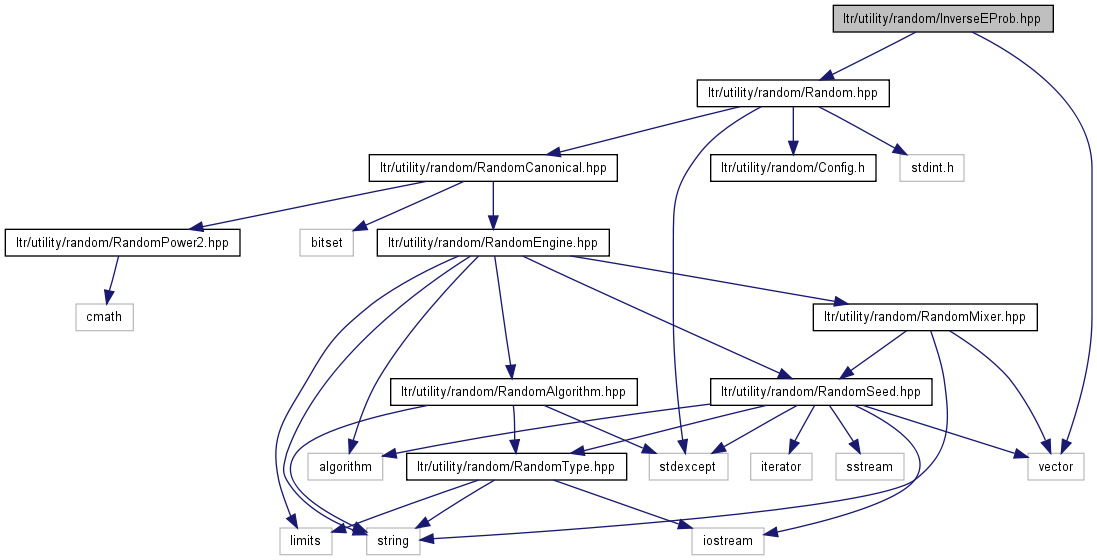 ltr/utility/random/InverseEProb.hpp
ltr/utility/random/Random.hpp
ltr/utility/random/RandomCanonical.hpp
ltr/utility/random/Config.h
stdint.h
ltr/utility/random/RandomPower2.hpp
bitset
ltr/utility/random/RandomEngine.hpp
cmath
ltr/utility/random/RandomMixer.hpp
ltr/utility/random/RandomAlgorithm.hpp
ltr/utility/random/RandomSeed.hpp
algorithm
ltr/utility/random/RandomType.hpp
stdexcept
iterator
sstream
vector
limits
string
iostream